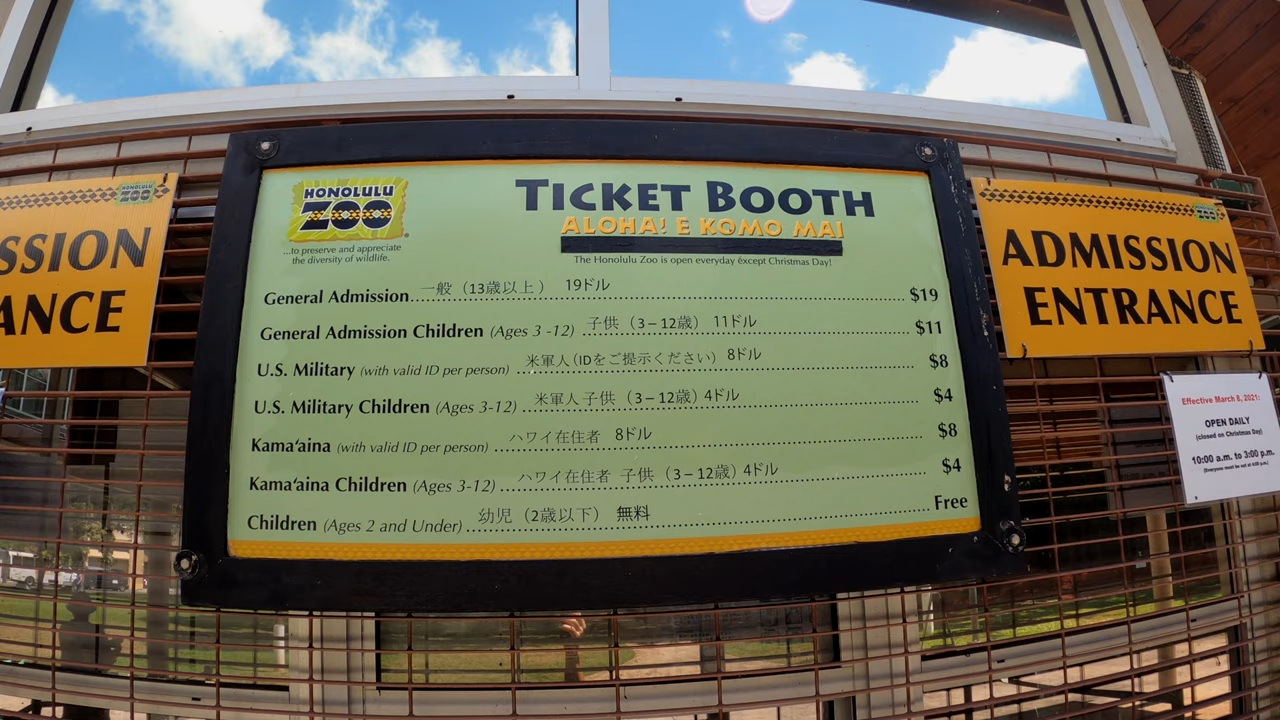 SSION
ANCE
HONOLULU
ZOO
HONOLULU
ZOO
...to preserve and appreciate
the diversity of wildlife.
TICKET BOOTH
ALOHA! E KOMO MAI
The Honolulu Zoo is open everyday except Christmas Day!
General Admission 一般（13歳以上） 19ドル $19
General Admission Children (Ages 3 -12) 子供（3－12歳）11ドル $11
U.S. Military (with valid ID per person) 米軍人（IDをご提示ください）8ドル $8
U.S. Military Children (Ages 3-12) 米軍人子供（3－12歳）4ドル $4
Kama‘aina (with valid ID per person) ハワイ在住者 8ドル $8
Kama‘aina Children (Ages 3-12) ハワイ在住者 子供（3－12歳）4ドル $4
Children (Ages 2 and Under) 幼児（2歳以下） 無料 Free
ADMISSION
ENTRANCE
Effective March 8, 2021:
OPEN DAILY
(closed on Christmas Day)
10:00 a.m. to 3:00 p.m.